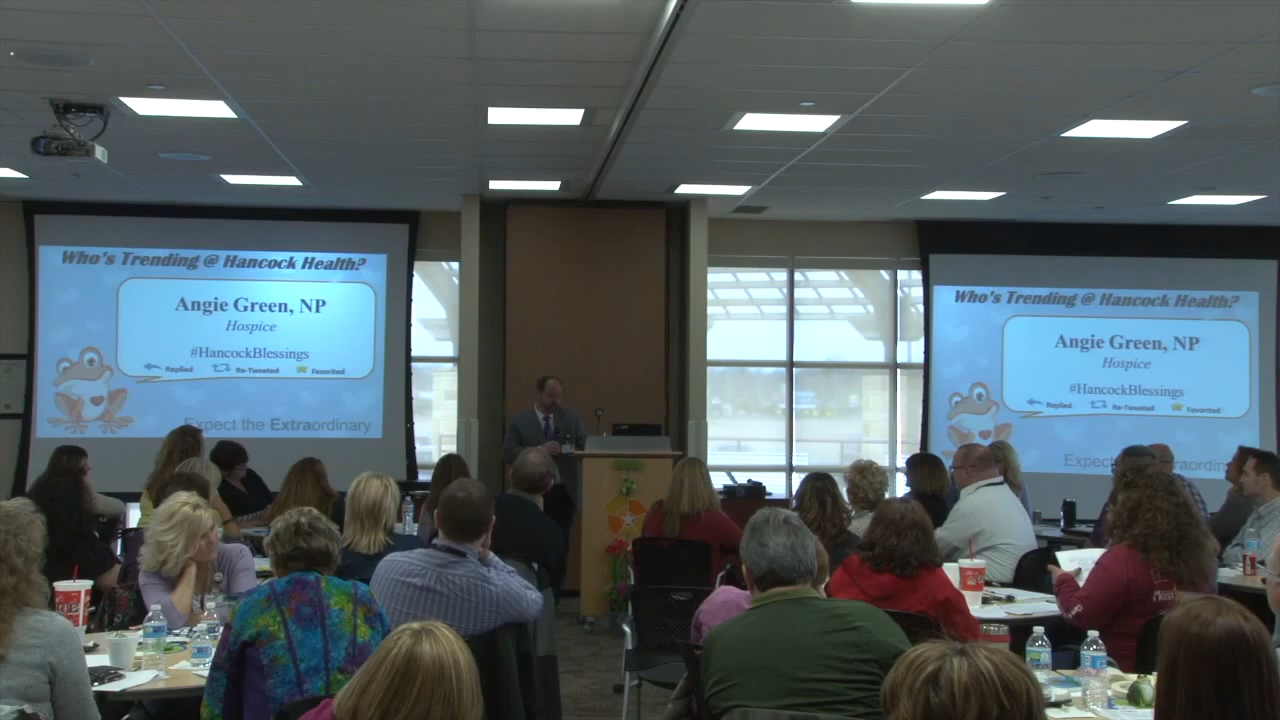 Who's Trending @ Hancock Health?
Angie Green, NP
Hospice
#HancockBlessings
Replied Re-Tweeted Favorited
Expect the Extraordinary
Who's Trending @ Hancock Health?
Angie Green, NP
Hospice
#HancockBlessings
Replied Re-Tweeted Favorited